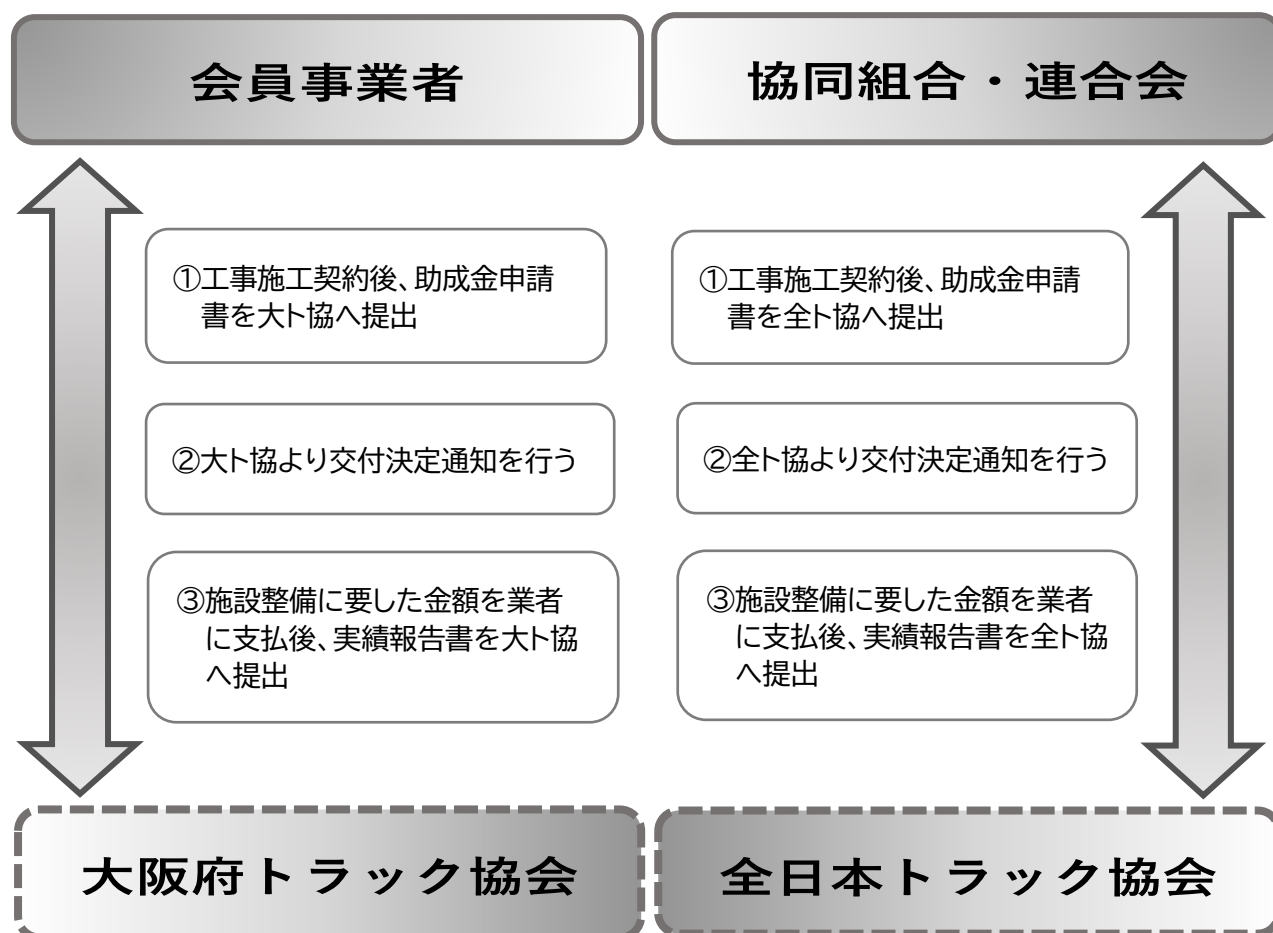 会員事業者
協同組合・連合会
①工事施工契約後、助成金申請
書を大ト協へ提出
②大ト協より交付決定通知を行う
③施設整備に要した金額を業者
に支払後、実績報告書を大ト協
へ提出
①工事施工契約後、助成金申請
書を全ト協へ提出
②全ト協より交付決定通知を行う
③施設整備に要した金額を業者
に支払後、実績報告書を全ト協
へ提出
大阪府トラック協会
全日本トラック協会